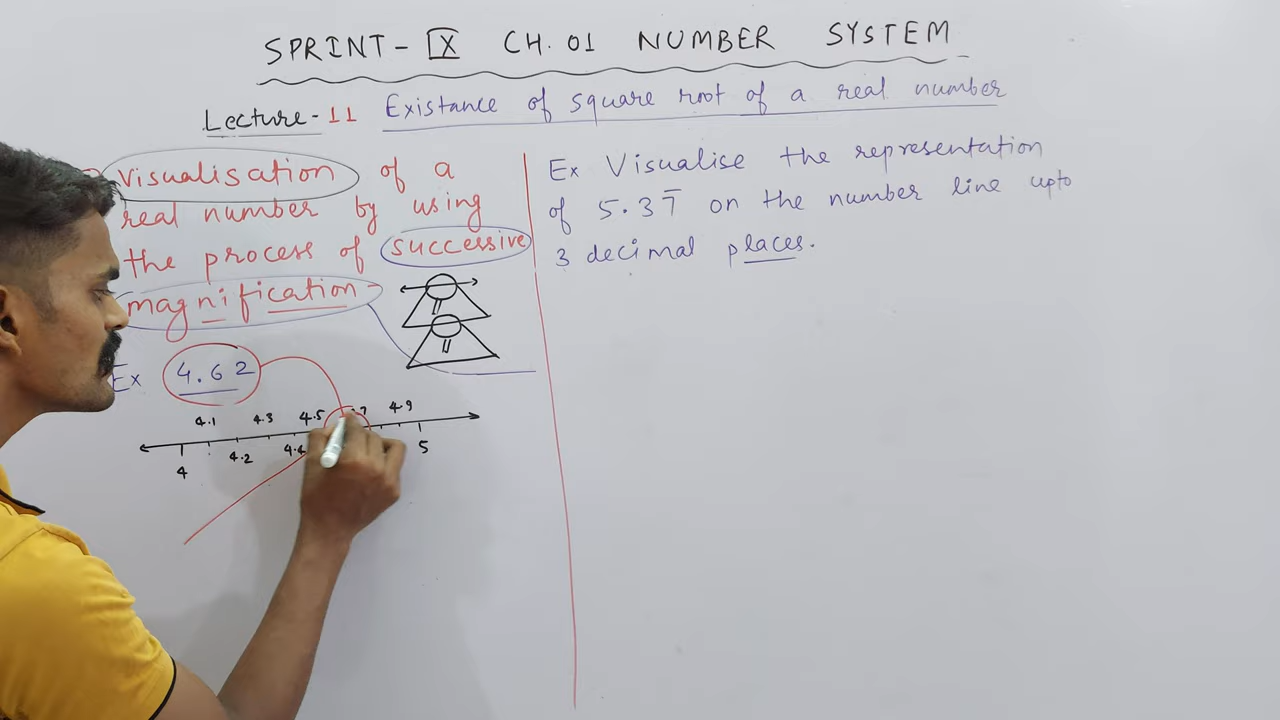 SPRINT-IX CH. 01 NUMBER SYSTEM
Lecture-11 Existance of square root of a real number
Visualisation of a
real number by using
the process of successive
magnification-
Ex 4.62
4.1 4.3 4.5 4.9
4 4.2 4.4 5
Ex Visualise the representation
of 5.37̅ on the number line upto
3 decimal places.